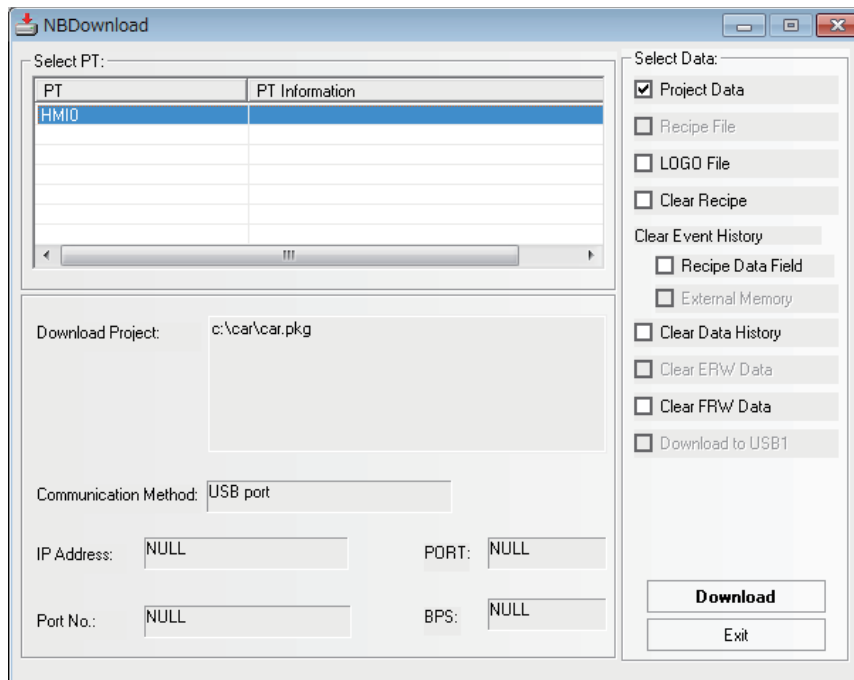 NBDownload
Select PT:
PT PT Information
HMI0
Download Project: c:\car\car.pkg
Communication Method: USB port
IP Address: NULL PORT: NULL
Port No.: NULL BPS: NULL
Select Data:
Project Data
Recipe File
LOGO File
Clear Recipe
Clear Event History
Recipe Data Field
External Memory
Clear Data History
Clear ERW Data
Clear FRW Data
Download to USB1
Download
Exit